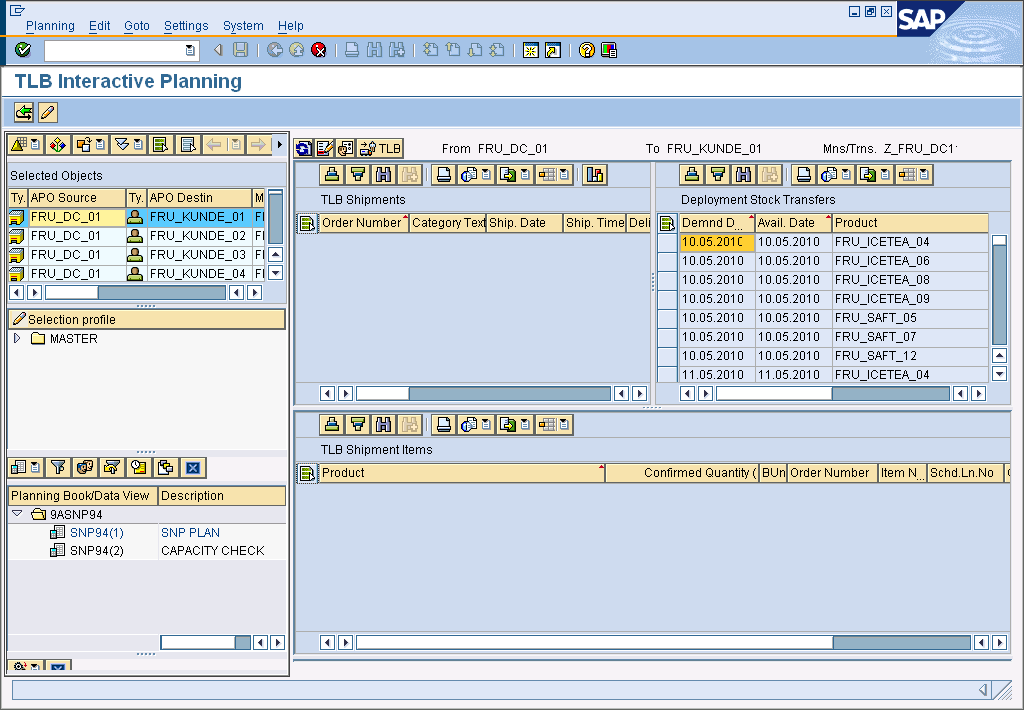 Planning Edit Goto Settings System Help
SAP
TLB Interactive Planning
TLB From FRU_DC_01 To FRU_KUNDE_01 Mns/Trns. Z_FRU_DC1
Selected Objects
Ty. APO Source Ty. APO Destin M
FRU_DC_01 FRU_KUNDE_01
FRU_DC_01 FRU_KUNDE_02
FRU_DC_01 FRU_KUNDE_03
FRU_DC_01 FRU_KUNDE_04
Selection profile
MASTER
Planning Book/Data View Description
9ASNP94
SNP94(1) SNP PLAN
SNP94(2) CAPACITY CHECK
TLB Shipments
Order Number Category Text Ship. Date Ship. Time Deli
Deployment Stock Transfers
Demnd D... Avail. Date Product
10.05.2010 10.05.2010 FRU_ICETEA_04
10.05.2010 10.05.2010 FRU_ICETEA_06
10.05.2010 10.05.2010 FRU_ICETEA_08
10.05.2010 10.05.2010 FRU_ICETEA_09
10.05.2010 10.05.2010 FRU_SAFT_05
10.05.2010 10.05.2010 FRU_SAFT_07
10.05.2010 10.05.2010 FRU_SAFT_12
11.05.2010 11.05.2010 FRU_ICETEA_04
TLB Shipment Items
Product Confirmed Quantity ( BUn Order Number Item N... Schd.Ln.No